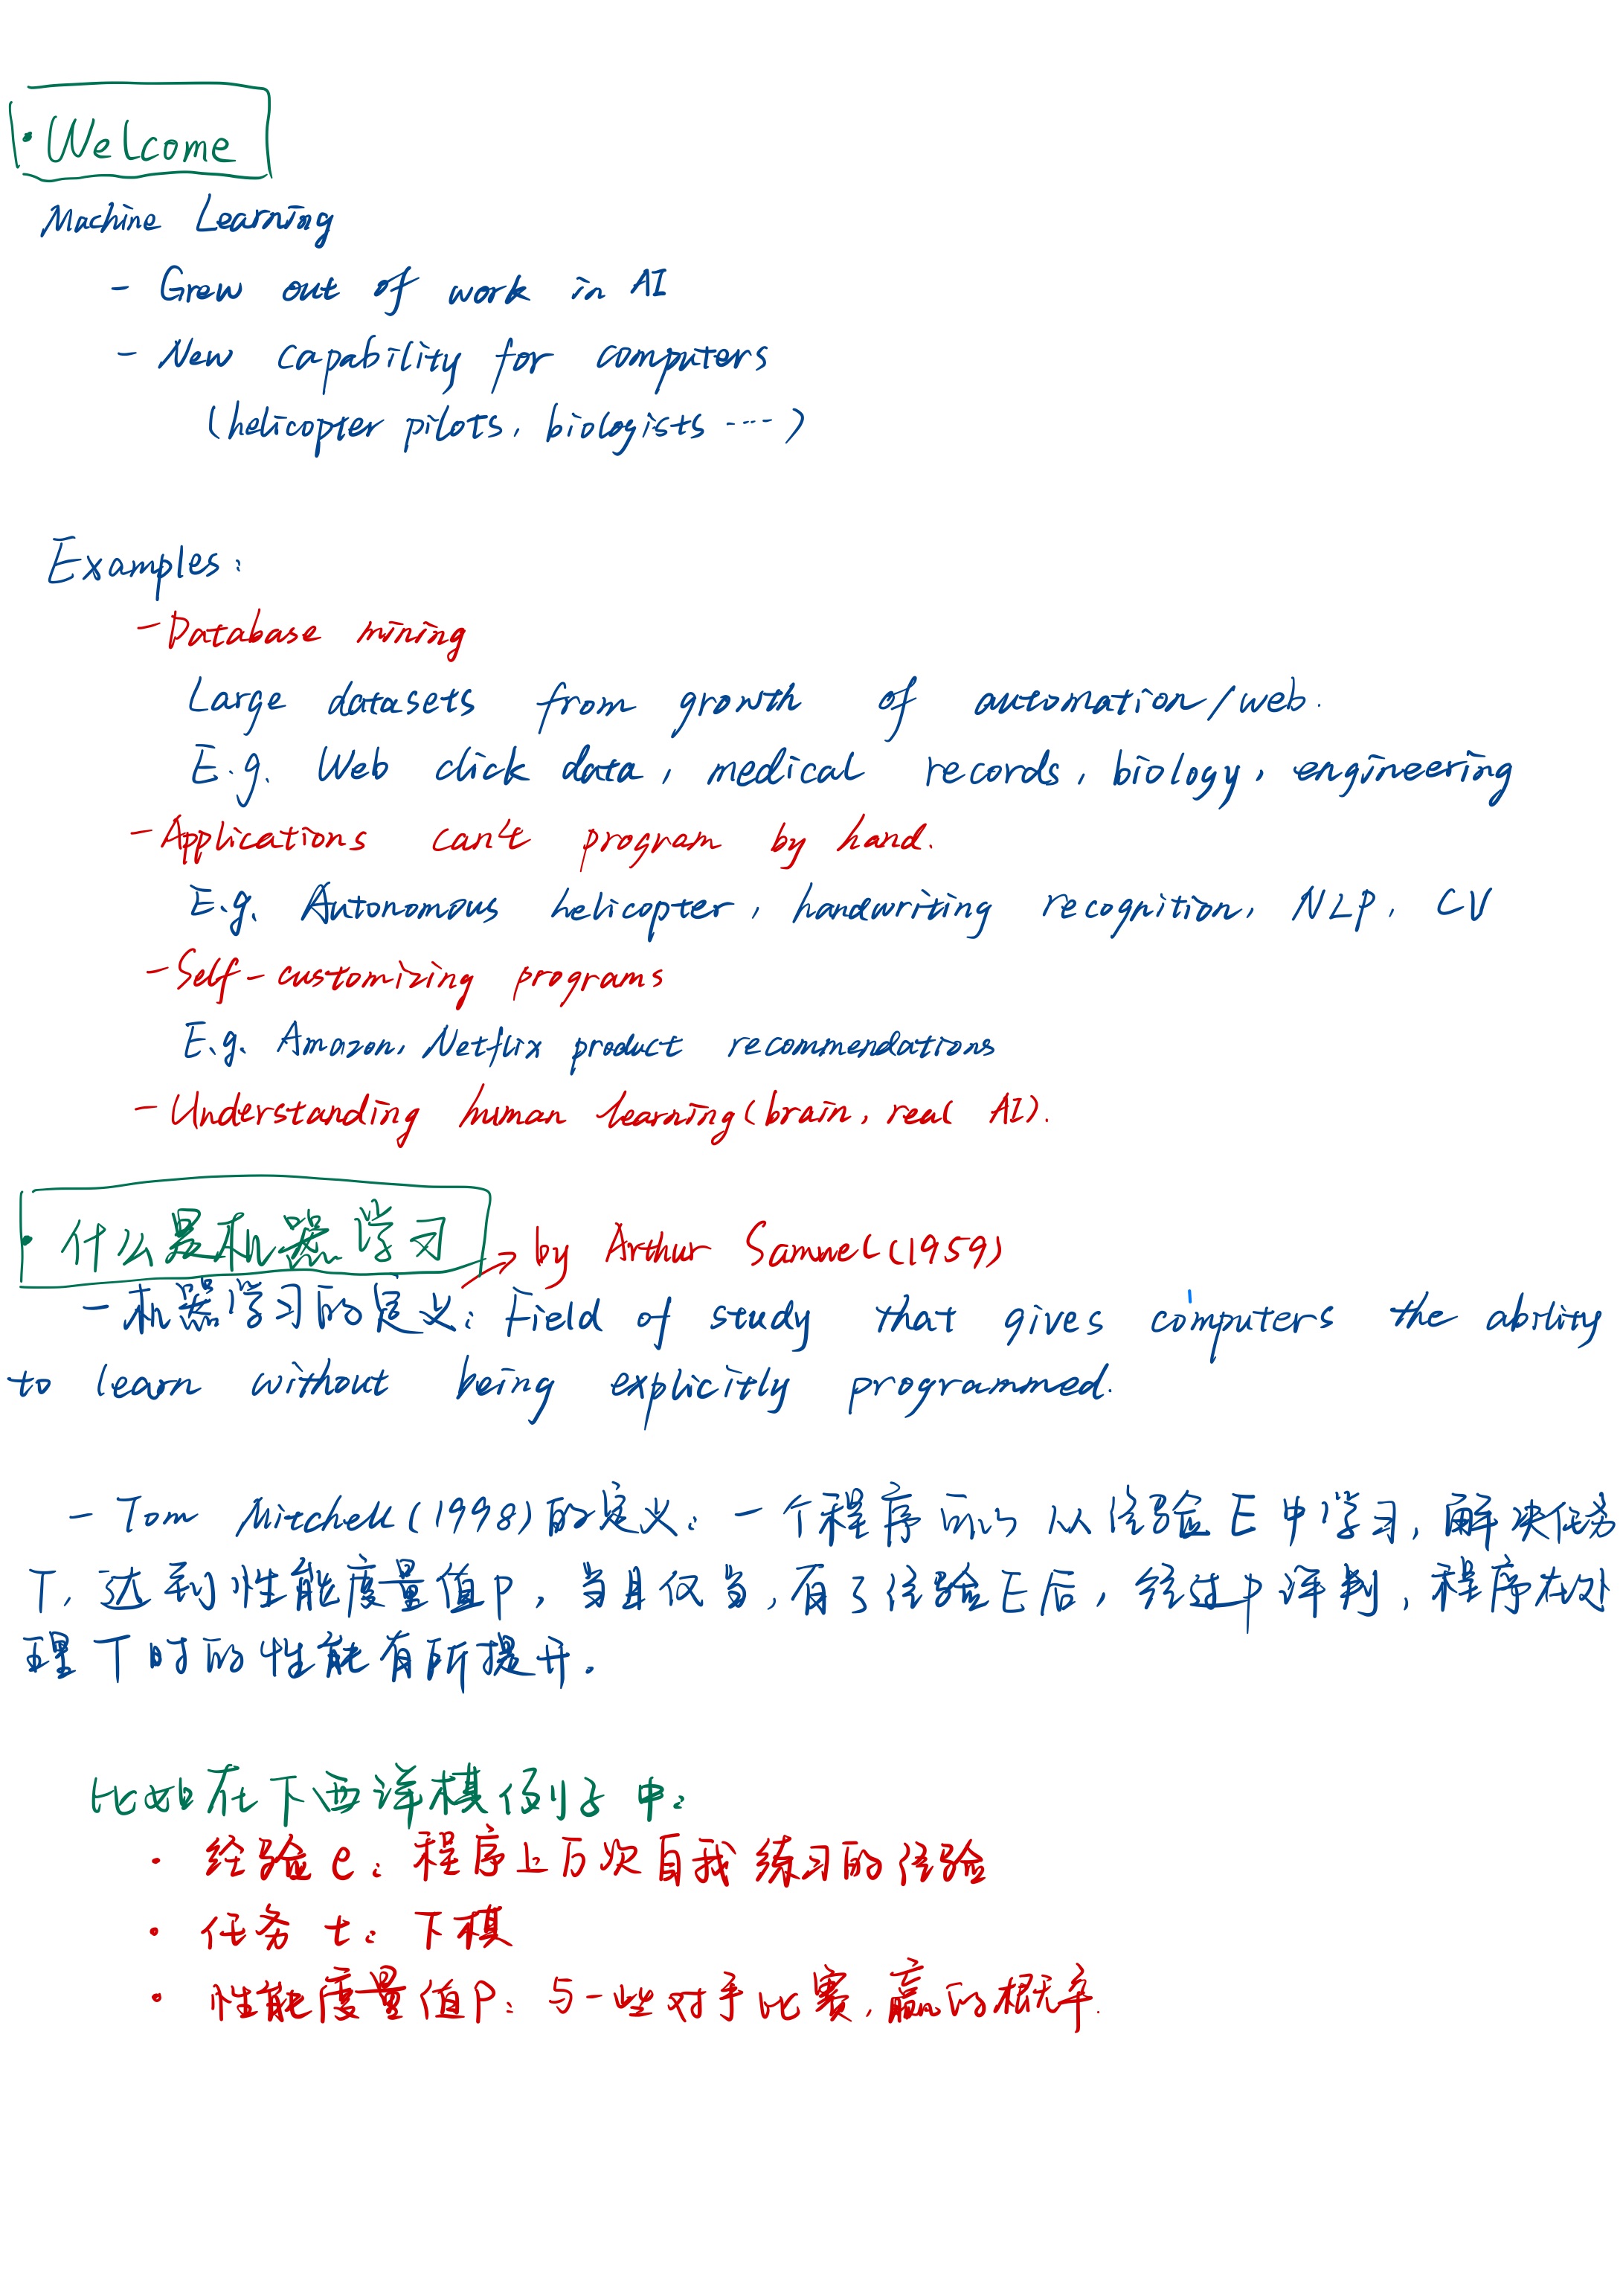 · Welcome
Machine Learning
- Grew out of work in AI
- New capability for computers
(helicopter pilots, biologists ....)
Examples:
- Database mining
Large datasets from growth of automation/web.
E.g. Web click data, medical records, biology, engineering
- Applications can't program by hand.
E.g. Autonomous helicopter, handwriting recognition, NLP, CV
- Self-customizing programs
E.g. Amazon, Netflix product recommendations
- Understanding human learning (brain, real AI).
· 什么是机器学习
→ by Arthur Samuel (1959)
- 机器学习的定义: Field of study that gives computers the ability
to learn without being explicitly programmed.
- Tom Mitchell (1998) 的定义: 一个程序可以从经验E中学习, 解决任务
T, 达到性能度量值P, 当且仅当, 有了经验E后, 经过P评判, 程序在处
理T时的性能有所提升.
比如在下西洋棋例子中:
· 经验e: 程序上万次自我练习的经验
· 任务t: 下棋
· 性能度量值P: 与一些对手比赛, 赢的概率.